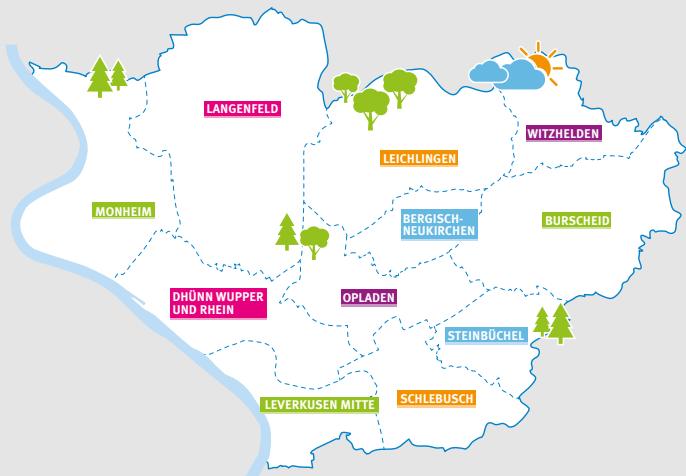 LANGENFELD
WITZHELDEN
LEICHLINGEN
MONHEIM
BERGISCH-
NEUKIRCHEN
BURSCHEID
DHÜNN WUPPER
UND RHEIN
OPLADEN
STEINBÜCHEL
LEVERKUSEN MITTE
SCHLEBUSCH